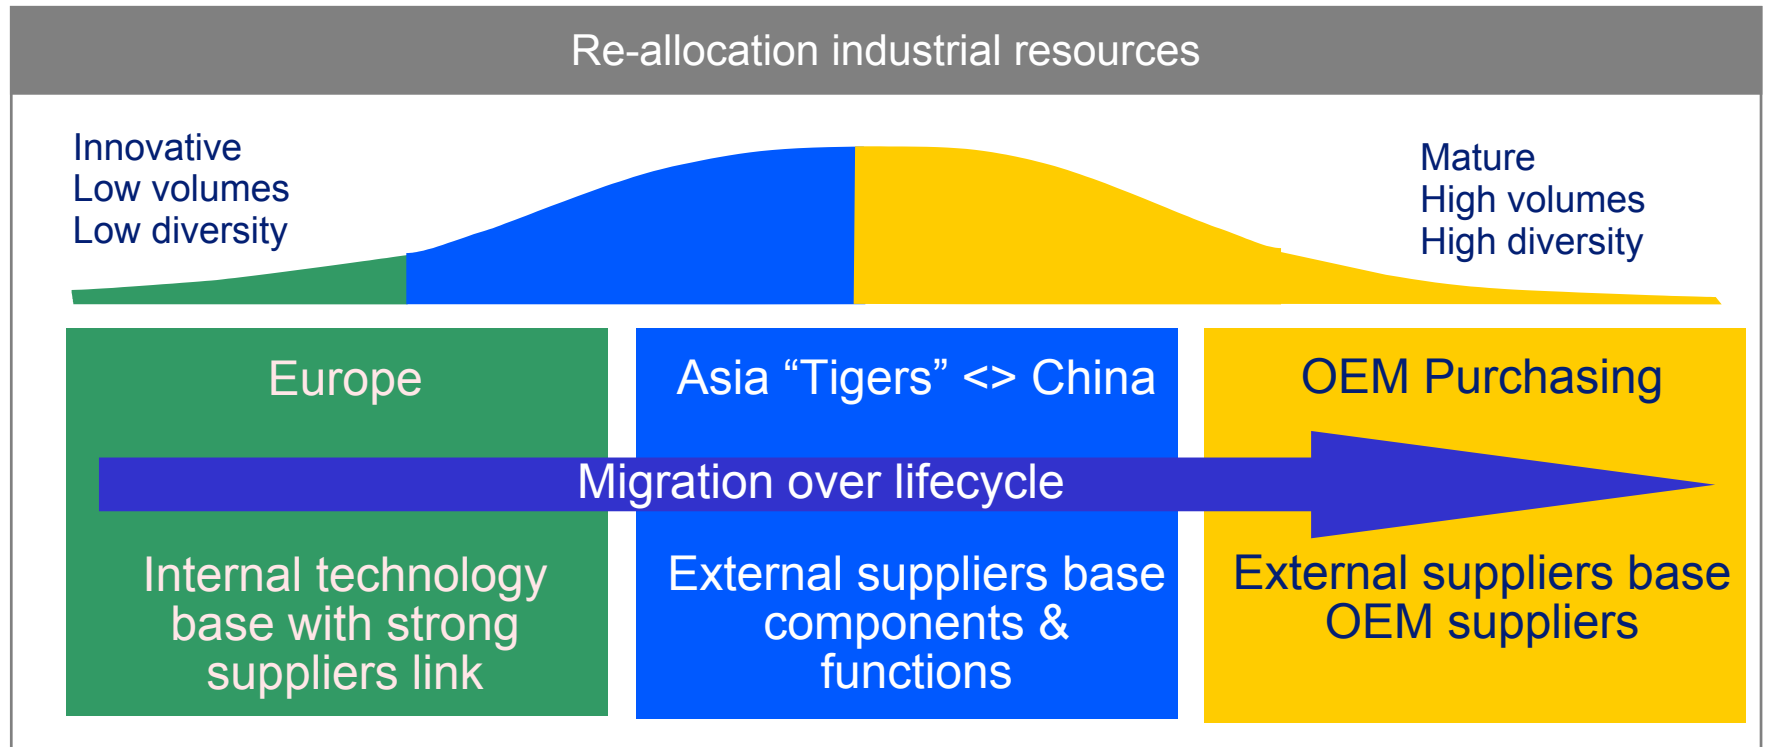 Re-allocation industrial resources
Innovative
Low volumes
Low diversity
Mature
High volumes
High diversity
Europe
Asia “Tigers” <> China
OEM Purchasing
Migration over lifecycle
Internal technology
base with strong
suppliers link
External suppliers base
components &
functions
External suppliers base
OEM suppliers